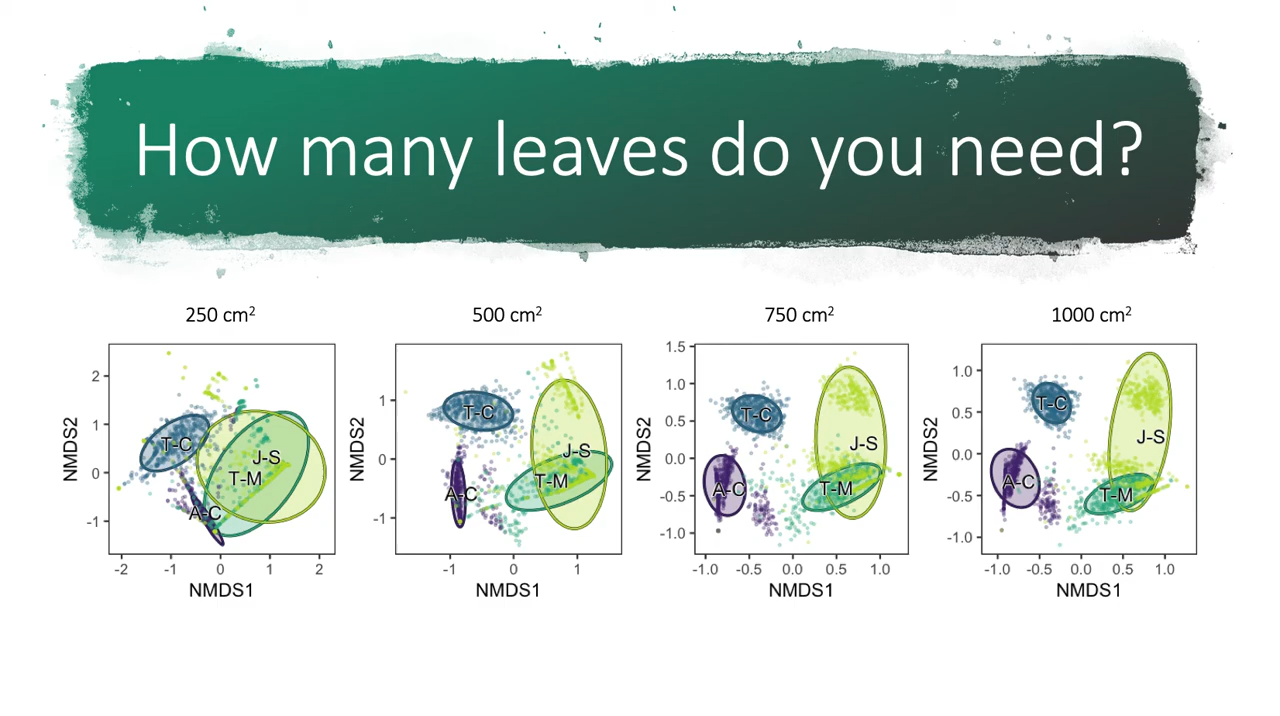 How many leaves do you need?
250 cm²
500 cm²
750 cm²
1000 cm²
NMDS2
2
1
0
-1
T-C
J-S
T-M
A-C
-2 -1 0 1 2
NMDS1
NMDS2
1
0
-1
T-C
J-S
T-M
A-C
-1 0 1
NMDS1
NMDS2
1.5
1.0
0.5
0.0
-0.5
-1.0
T-C
J-S
A-C
T-M
-1.0 -0.5 0.0 0.5 1.0
NMDS1
NMDS2
1.0
0.5
0.0
-0.5
-1.0
T-C
J-S
A-C
T-M
-1.0 -0.5 0.0 0.5 1.0
NMDS1